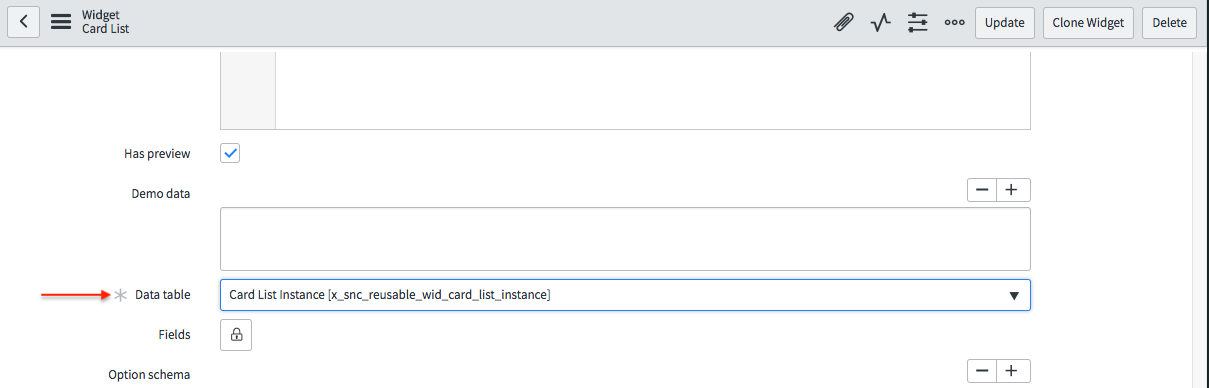 Widget
Card List
Update
Clone Widget
Delete
Has preview
Demo data
Data table
Card List Instance [x_snc_reusable_wid_card_list_instance]
Fields
Option schema